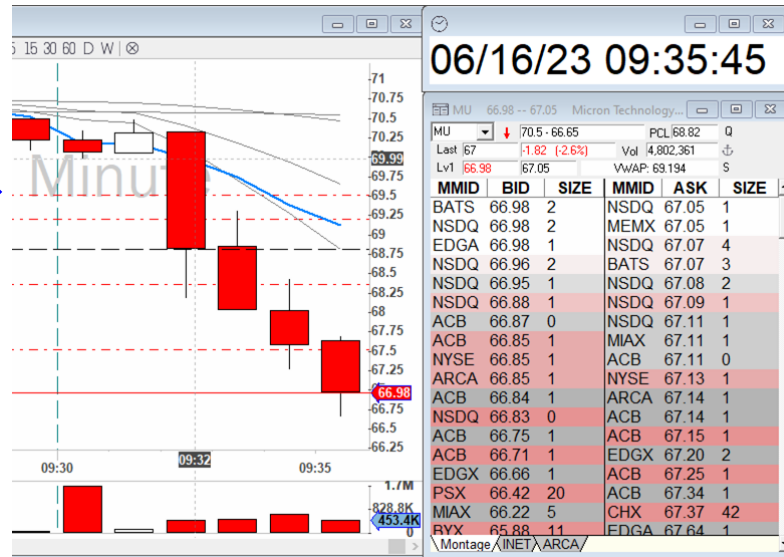 5 15 30 60 D W
Minute
71
70.75
70.5
70.25
69.99
69.75
69.5
69.25
69
68.75
68.5
68.25
68
67.75
67.5
67.25
66.98
66.75
66.5
66.25
09:30 09:32 09:35
1.7M
828.8K
453.4K
0
06/16/23 09:35:45
MU 66.98 -- 67.05 Micron Technology...
MU 70.5 - 66.65 PCL 68.82 Q
Last 67 -1.82 (-2.6%) Vol 4,802,361
Lv1 66.98 67.05 VWAP: 69.194 S
MMID BID SIZE MMID ASK SIZE
BATS 66.98 2 NSDQ 67.05 1
NSDQ 66.98 2 MEMX 67.05 1
EDGA 66.98 1 NSDQ 67.07 4
NSDQ 66.96 2 BATS 67.07 3
NSDQ 66.95 1 NSDQ 67.08 2
NSDQ 66.88 1 NSDQ 67.09 1
ACB 66.87 0 NSDQ 67.11 1
ACB 66.85 1 MIAX 67.11 1
NYSE 66.85 1 ACB 67.11 0
ARCA 66.85 1 NYSE 67.13 1
ACB 66.84 1 ARCA 67.14 1
NSDQ 66.83 0 ACB 67.14 1
ACB 66.75 1 ACB 67.15 1
ACB 66.71 1 EDGX 67.20 2
EDGX 66.66 1 ACB 67.25 1
PSX 66.42 20 ACB 67.34 1
MIAX 66.22 5 CHX 67.37 42
BYX 65.88 11 EDGA 67.64 1
Montage INET ARCA